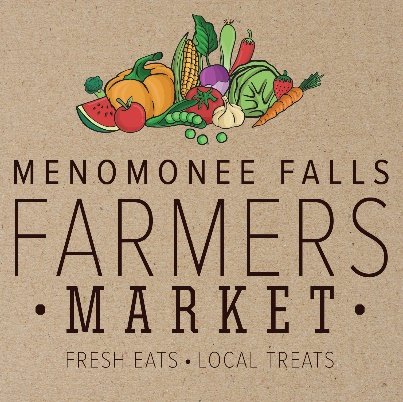 MENOMONEE FALLS
FARMERS
• MARKET •
FRESH EATS • LOCAL TREATS